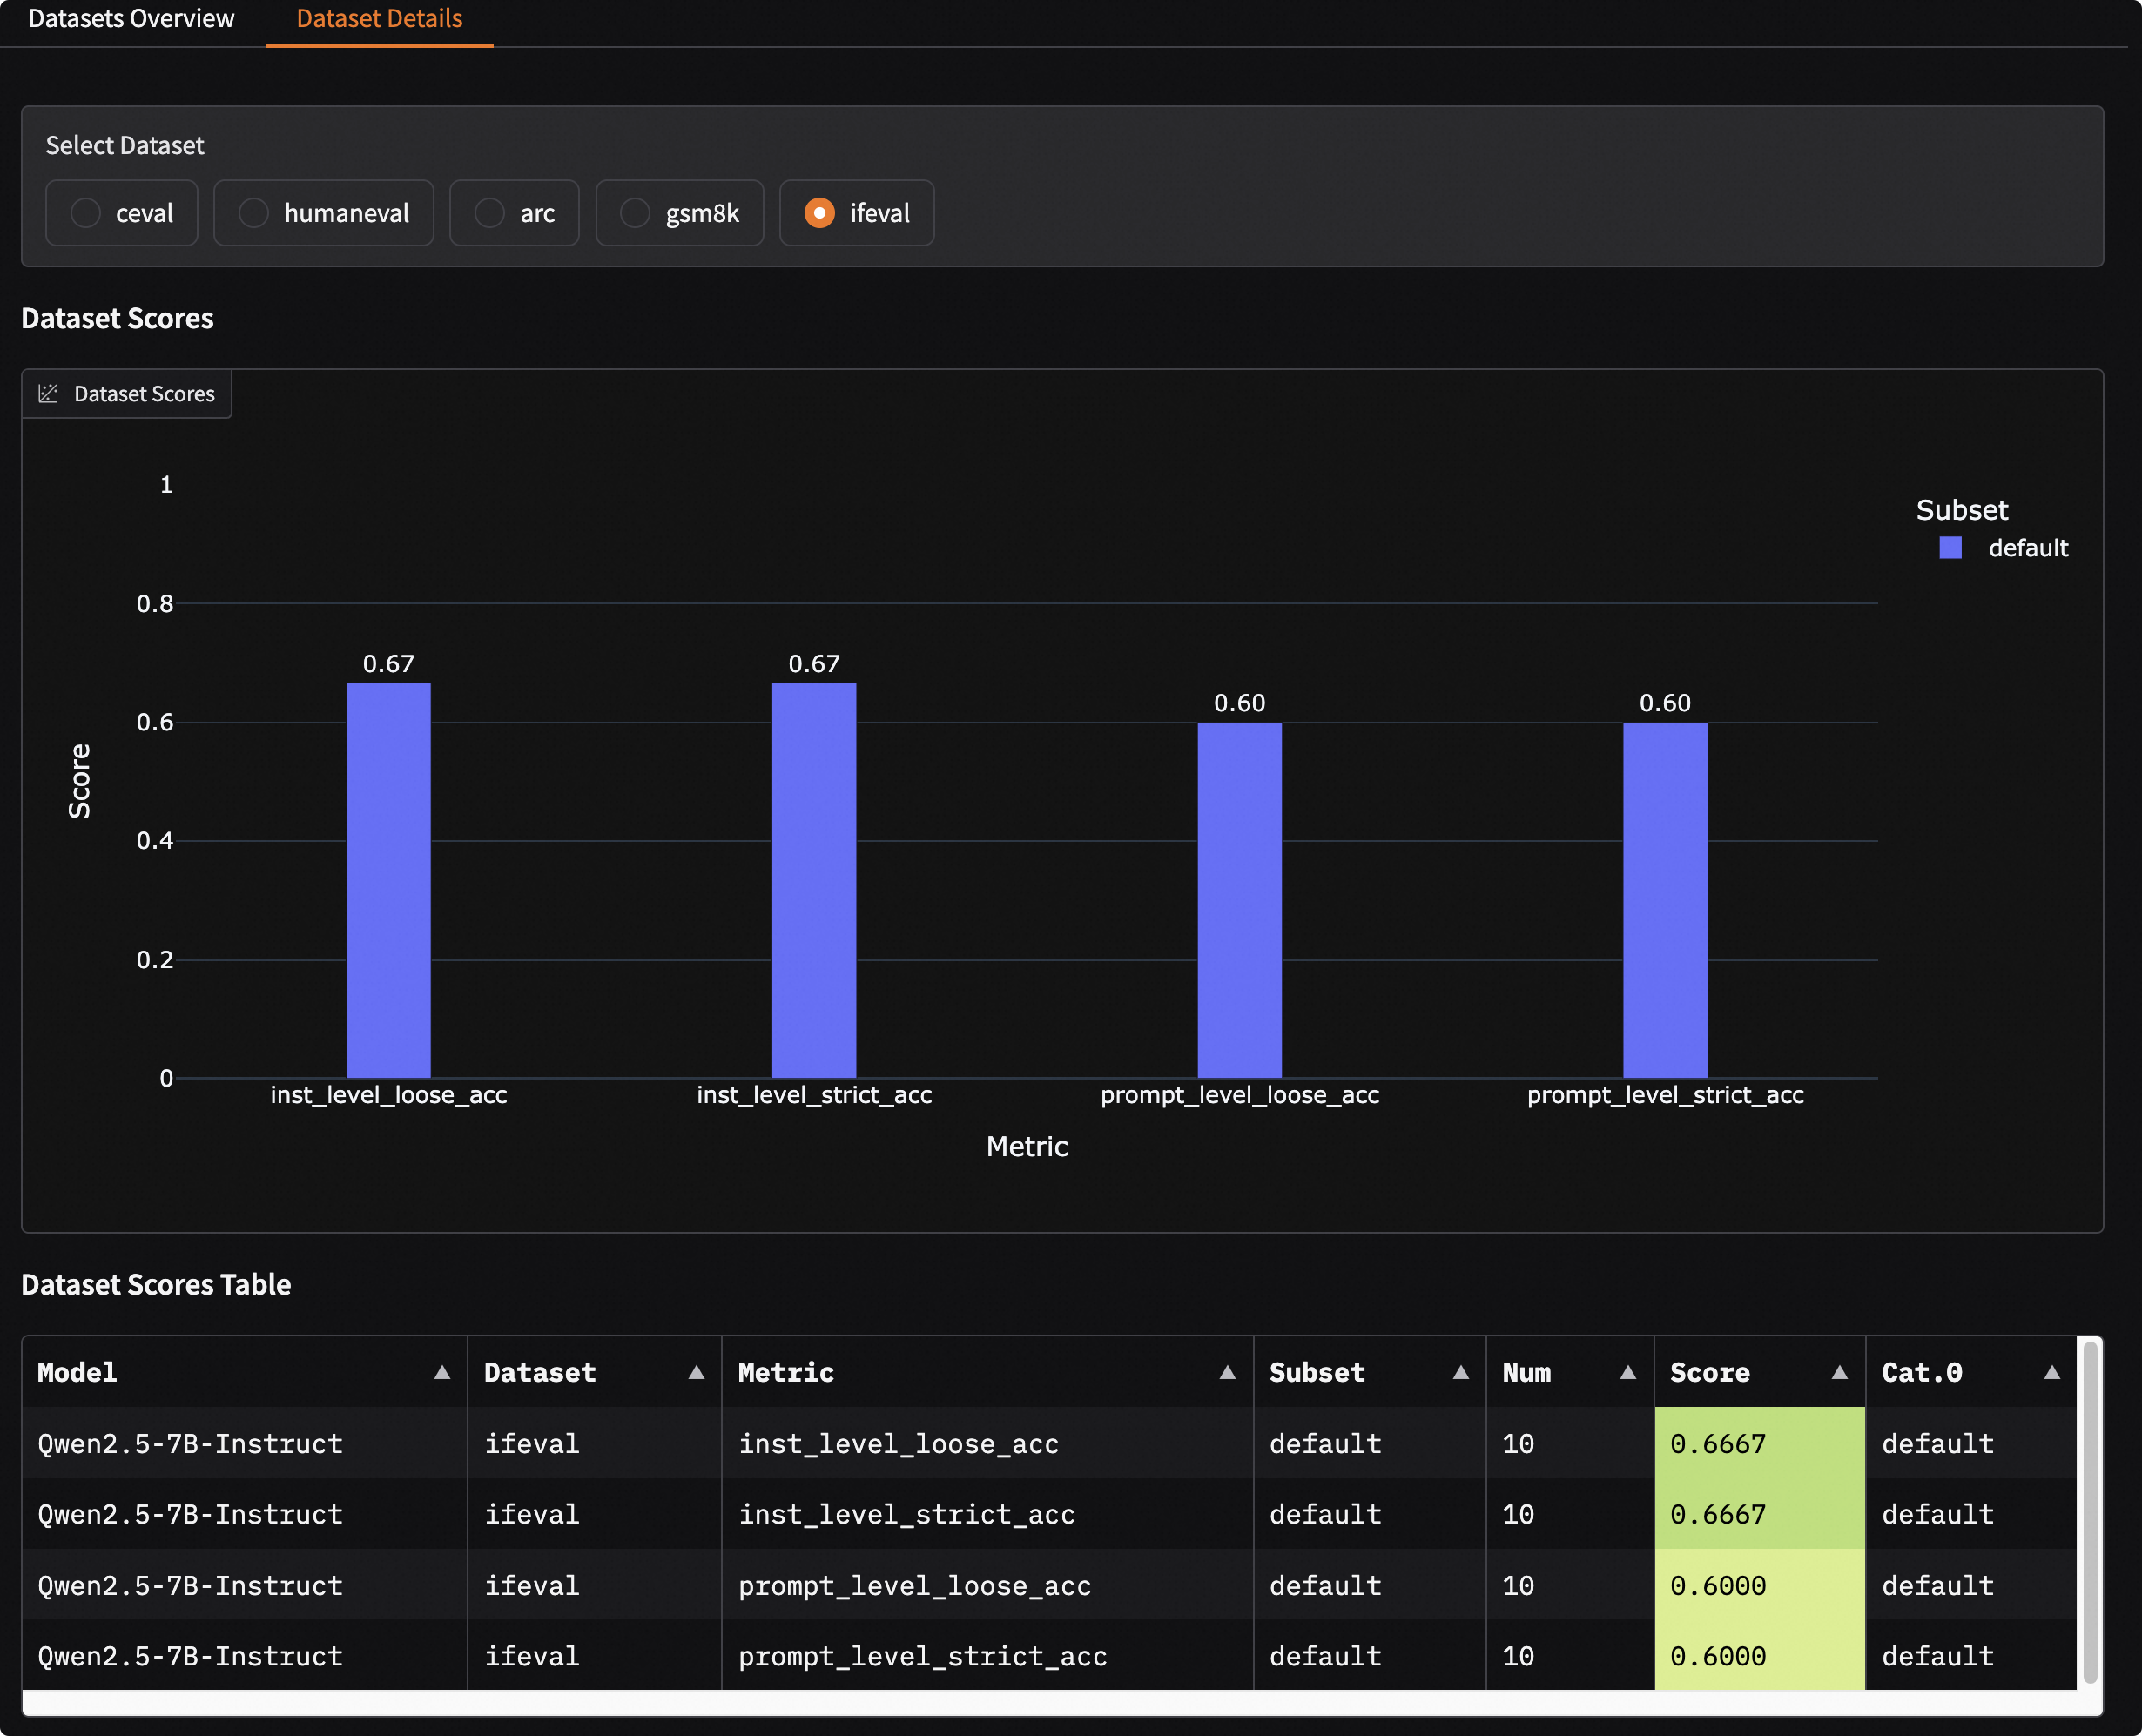 Datasets Overview Dataset Details
Select Dataset
ceval humaneval arc gsm8k ifeval
Dataset Scores
Dataset Scores
1
0.8
0.6
0.4
0.2
0
Score
0.67 0.67 0.60 0.60
inst_level_loose_acc inst_level_strict_acc prompt_level_loose_acc prompt_level_strict_acc
Metric
Subset
default
Dataset Scores Table
Model Dataset Metric Subset Num Score Cat.0
Qwen2.5-7B-Instruct ifeval inst_level_loose_acc default 10 0.6667 default
Qwen2.5-7B-Instruct ifeval inst_level_strict_acc default 10 0.6667 default
Qwen2.5-7B-Instruct ifeval prompt_level_loose_acc default 10 0.6000 default
Qwen2.5-7B-Instruct ifeval prompt_level_strict_acc default 10 0.6000 default